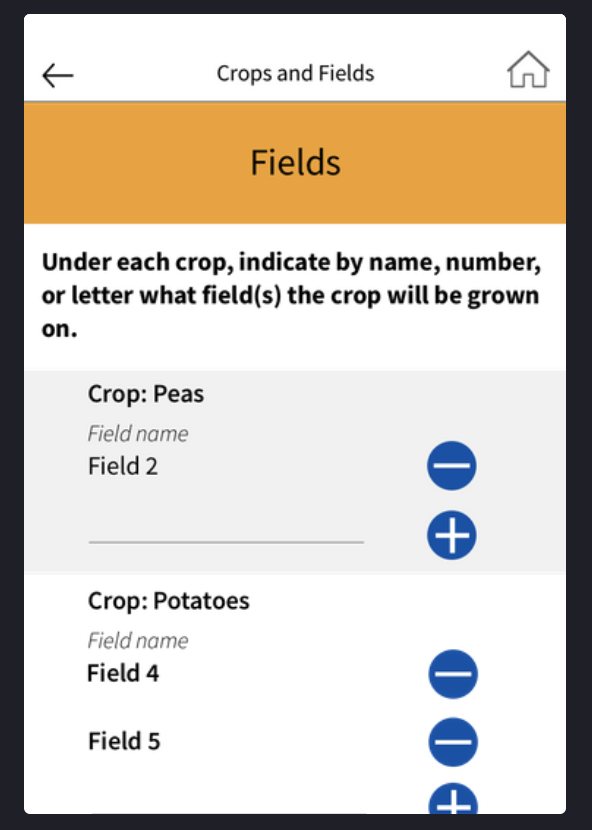 Crops and Fields
Fields
Under each crop, indicate by name, number,
or letter what field(s) the crop will be grown
on.
Crop: Peas
Field name
Field 2
Crop: Potatoes
Field name
Field 4
Field 5